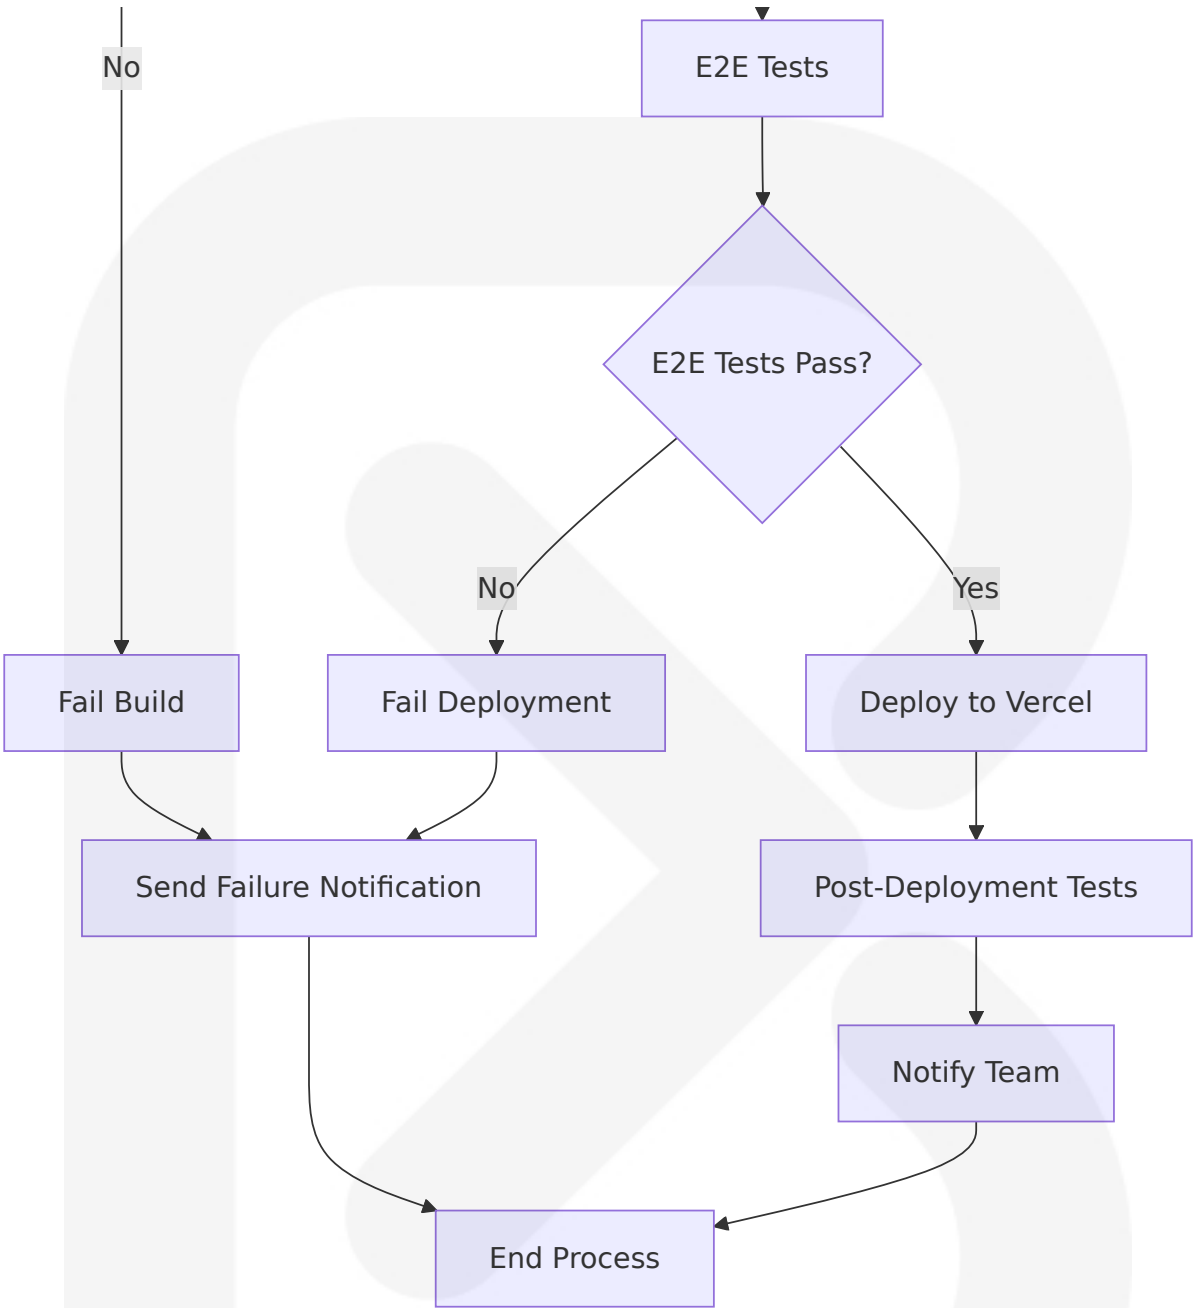 No
E2E Tests
E2E Tests Pass?
No
Yes
Fail Build
Fail Deployment
Deploy to Vercel
Send Failure Notification
Post-Deployment Tests
Notify Team
End Process